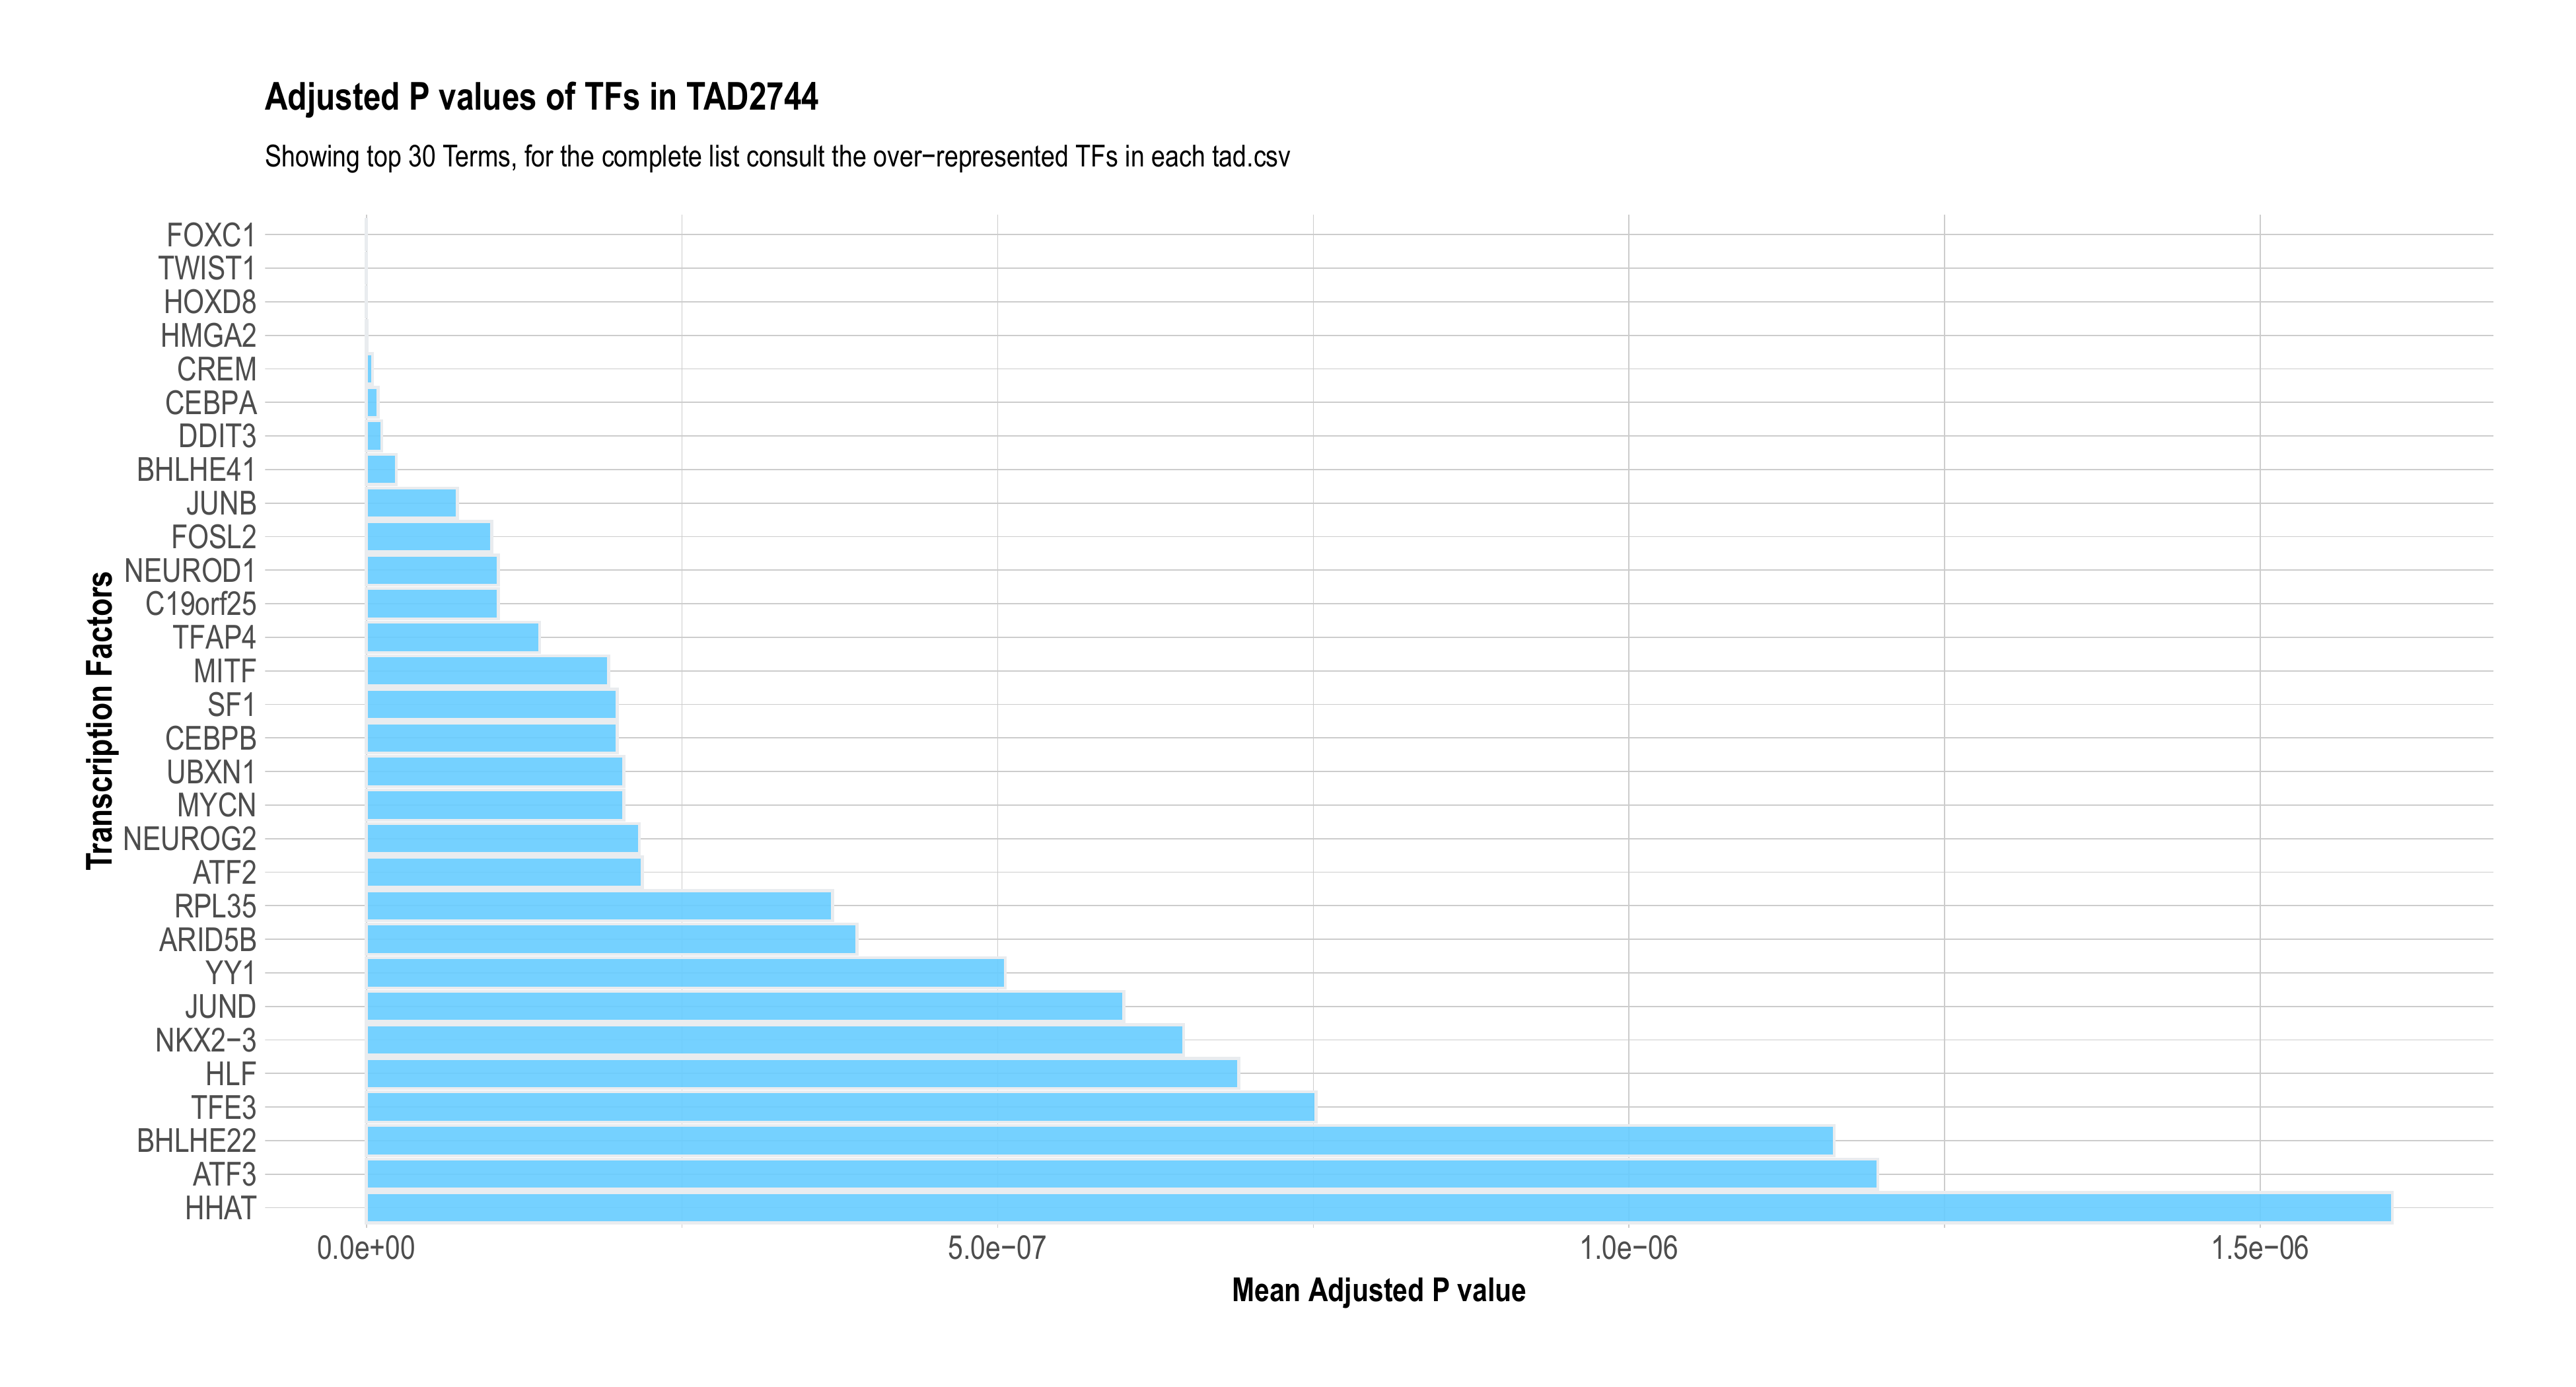 Adjusted P values of TFs in TAD2744
Showing top 30 Terms, for the complete list consult the over−represented TFs in each tad.csv
Transcription Factors
FOXC1
TWIST1
HOXD8
HMGA2
CREM
CEBPA
DDIT3
BHLHE41
JUNB
FOSL2
NEUROD1
C19orf25
TFAP4
MITF
SF1
CEBPB
UBXN1
MYCN
NEUROG2
ATF2
RPL35
ARID5B
YY1
JUND
NKX2−3
HLF
TFE3
BHLHE22
ATF3
HHAT
0.0e+00 5.0e−07 1.0e−06 1.5e−06
Mean Adjusted P value